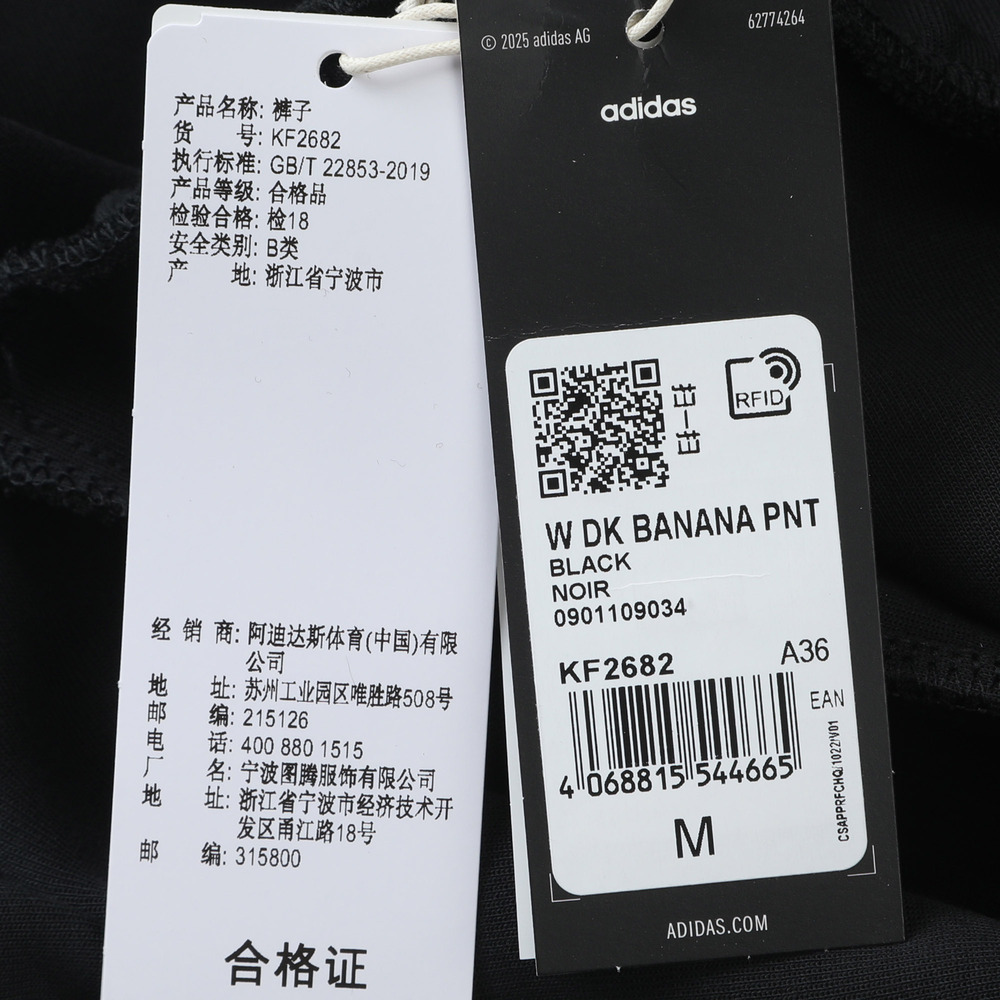 产品名称: 裤子
货 号: KF2682
执行标准: GB/T 22853-2019
产品等级: 合格品
检验合格: 检18
安全类别: B类
产 地: 浙江省宁波市
经 销 商: 阿迪达斯体育(中国)有限
公司
地 址: 苏州工业园区唯胜路508号
邮 编: 215126
电 话: 400 880 1515
厂 名: 宁波图腾服饰有限公司
地 址: 浙江省宁波市经济技术开
发区甬江路18号
邮 编: 315800
合格证
© 2025 adidas AG
62774264
adidas
RFID
W DK BANANA PNT
BLACK
NOIR
0901109034
KF2682
A36
EAN
4 068815 544665
CSAPPRFCHQ/1022/V01
M
ADIDAS.COM